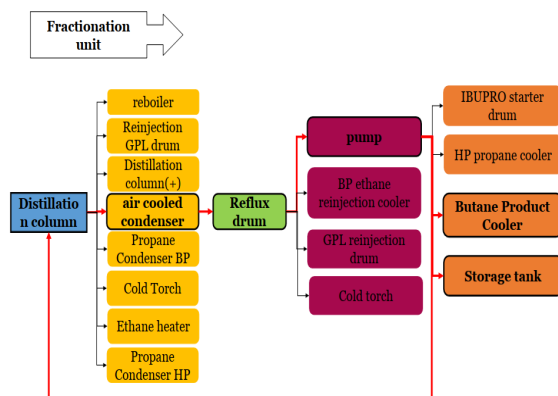 Fractionation
unit
reboiler
Reinjection
GPL drum
Distillation
column(+)
air cooled
condenser
Propane
Condenser BP
Cold Torch
Ethane heater
Propane
Condenser HP
Distillatio
n column
Reflux
drum
pump
BP ethane
reinjection cooler
GPL reinjection
drum
Cold torch
IBUPRO starter
drum
HP propane cooler
Butane Product
Cooler
Storage tank